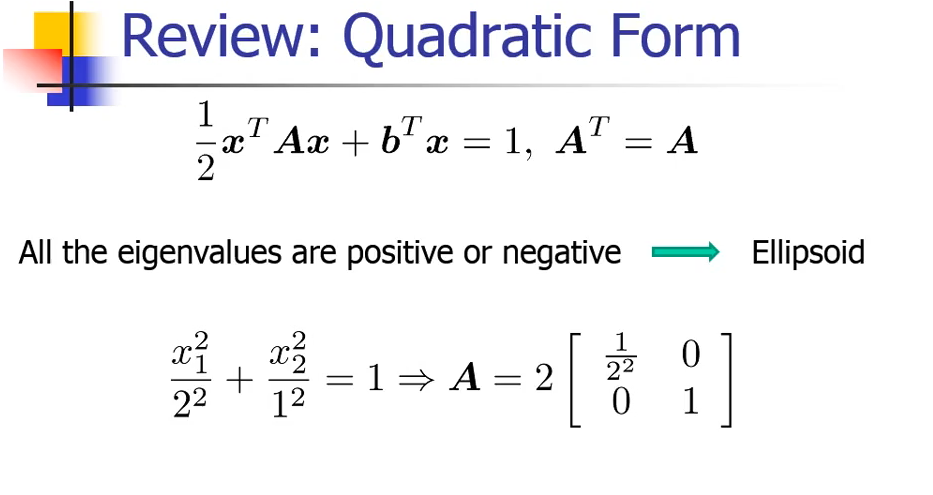 Review: Quadratic Form
$\frac{1}{2}\boldsymbol{x}^T \boldsymbol{A}\boldsymbol{x} + \boldsymbol{b}^T \boldsymbol{x} = 1, \ \boldsymbol{A}^T = \boldsymbol{A}$
All the eigenvalues are positive or negative → Ellipsoid
$\frac{x_1^2}{2^2} + \frac{x_2^2}{1^2} = 1 \Rightarrow \boldsymbol{A} = 2\begin{bmatrix} \frac{1}{2^2} & 0 \\ 0 & 1 \end{bmatrix}$